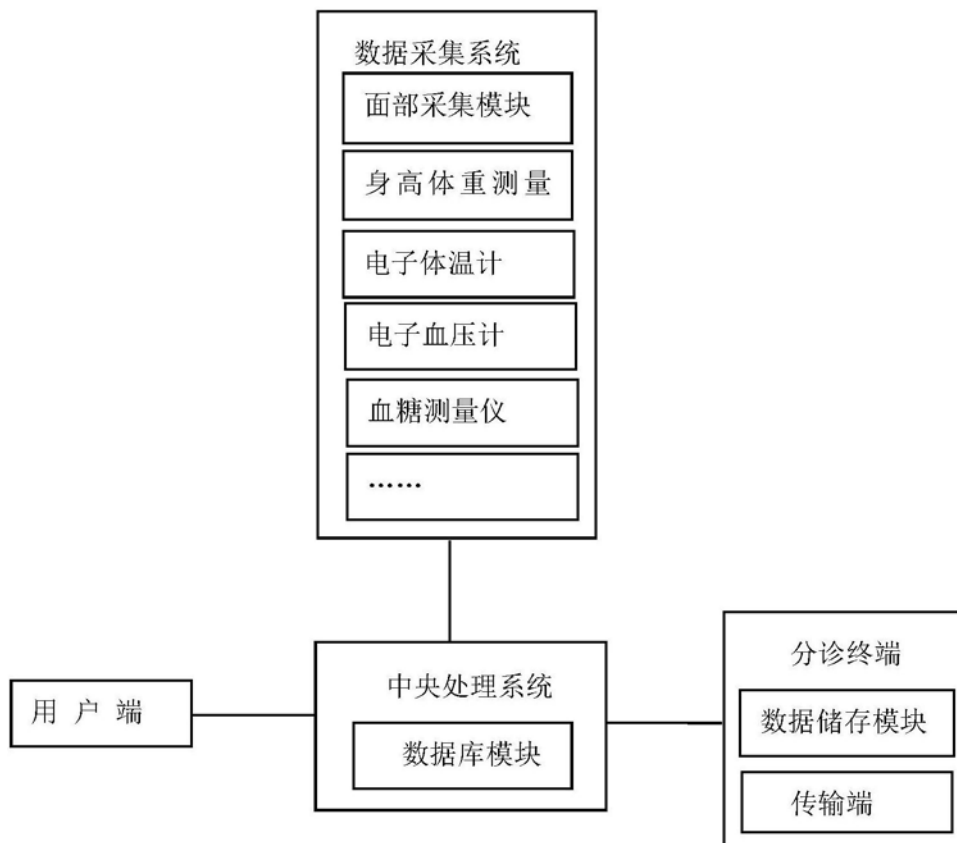 数据采集系统
面部采集模块
身高体重测量
电子体温计
电子血压计
血糖测量仪
……
用户端
中央处理系统
数据库模块
分诊终端
数据储存模块
传输端